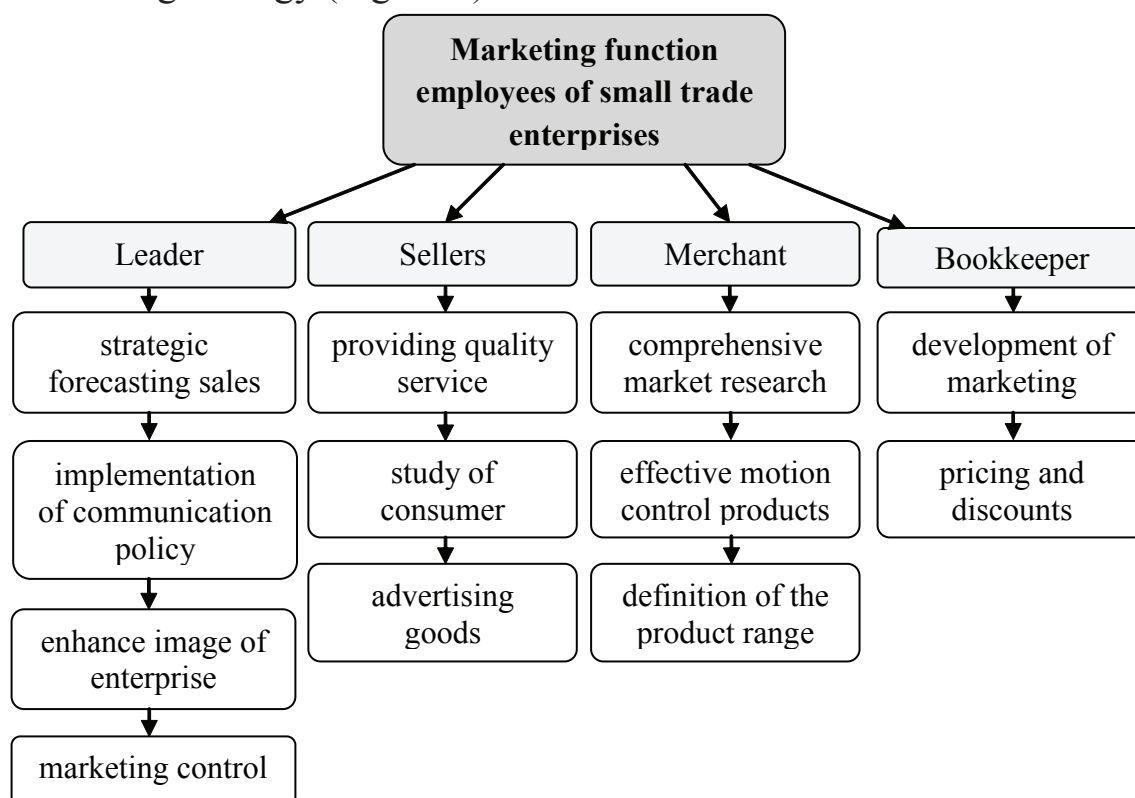 Marketing function
employees of small trade
enterprises
Leader
strategic
forecasting sales
implementation
of communication
policy
enhance image of
enterprise
marketing control
Sellers
providing quality
service
study of
consumer
advertising
goods
Merchant
comprehensive
market research
effective motion
control products
definition of the
product range
Bookkeeper
development of
marketing
pricing and
discounts